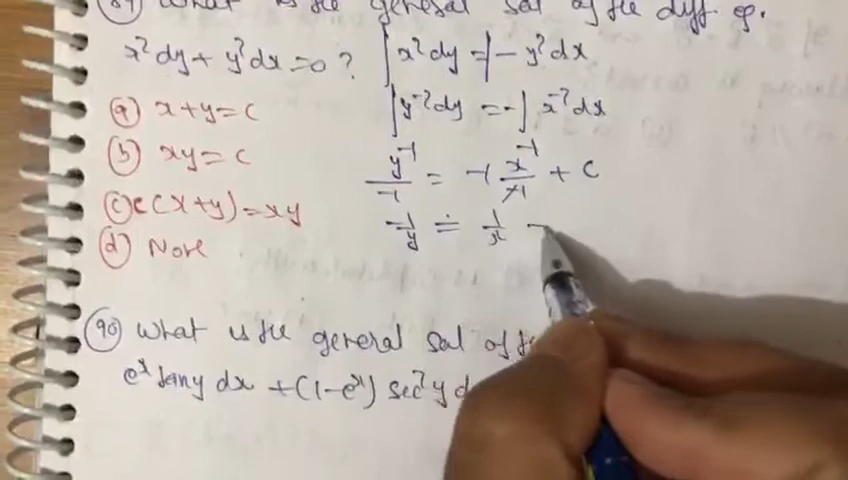 89) What is the general sol of the diff eq.
x²dy + y²dx = 0 ? ∫x²dy = ∫- y²dx
a) x + y = c
∫y⁻²dy = -∫x⁻²dx
b) xy = c
y⁻¹/-1 = -1 x⁻¹/-1 + c
c) c(x+y) = xy
-1/y = 1/x -
d) None
90) What is the general sol of
eˣ tany dx + (1-eˣ) sec²y d